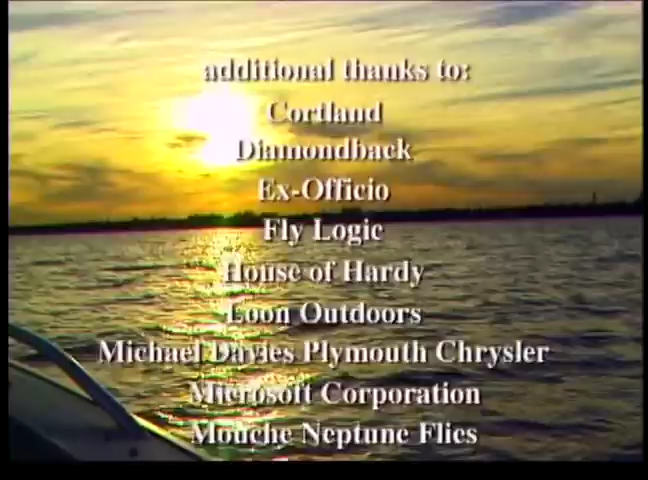 additional thanks to:
Cortland
Diamondback
Ex-Officio
Fly Logic
House of Hardy
Loon Outdoors
Michael Davies Plymouth Chrysler
Microsoft Corporation
Mouche Neptune Flies